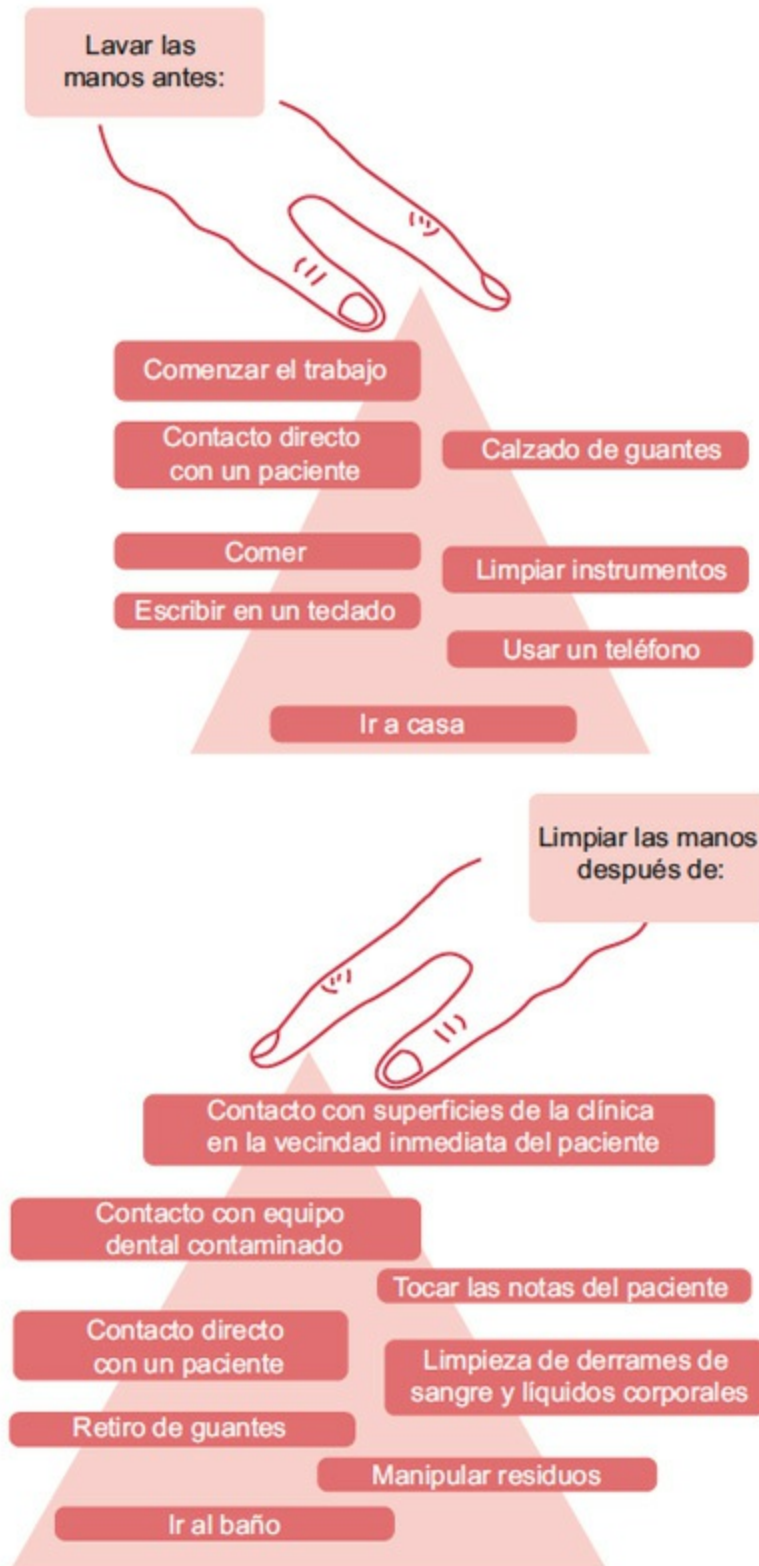 Lavar las
manos antes:
Comenzar el trabajo
Contacto directo
con un paciente
Calzado de guantes
Comer
Limpiar instrumentos
Escribir en un teclado
Usar un teléfono
Ir a casa
Limpiar las manos
después de:
Contacto con superficies de la clínica
en la vecindad inmediata del paciente
Contacto con equipo
dental contaminado
Tocar las notas del paciente
Contacto directo
con un paciente
Limpieza de derrames de
sangre y líquidos corporales
Retiro de guantes
Manipular residuos
Ir al baño